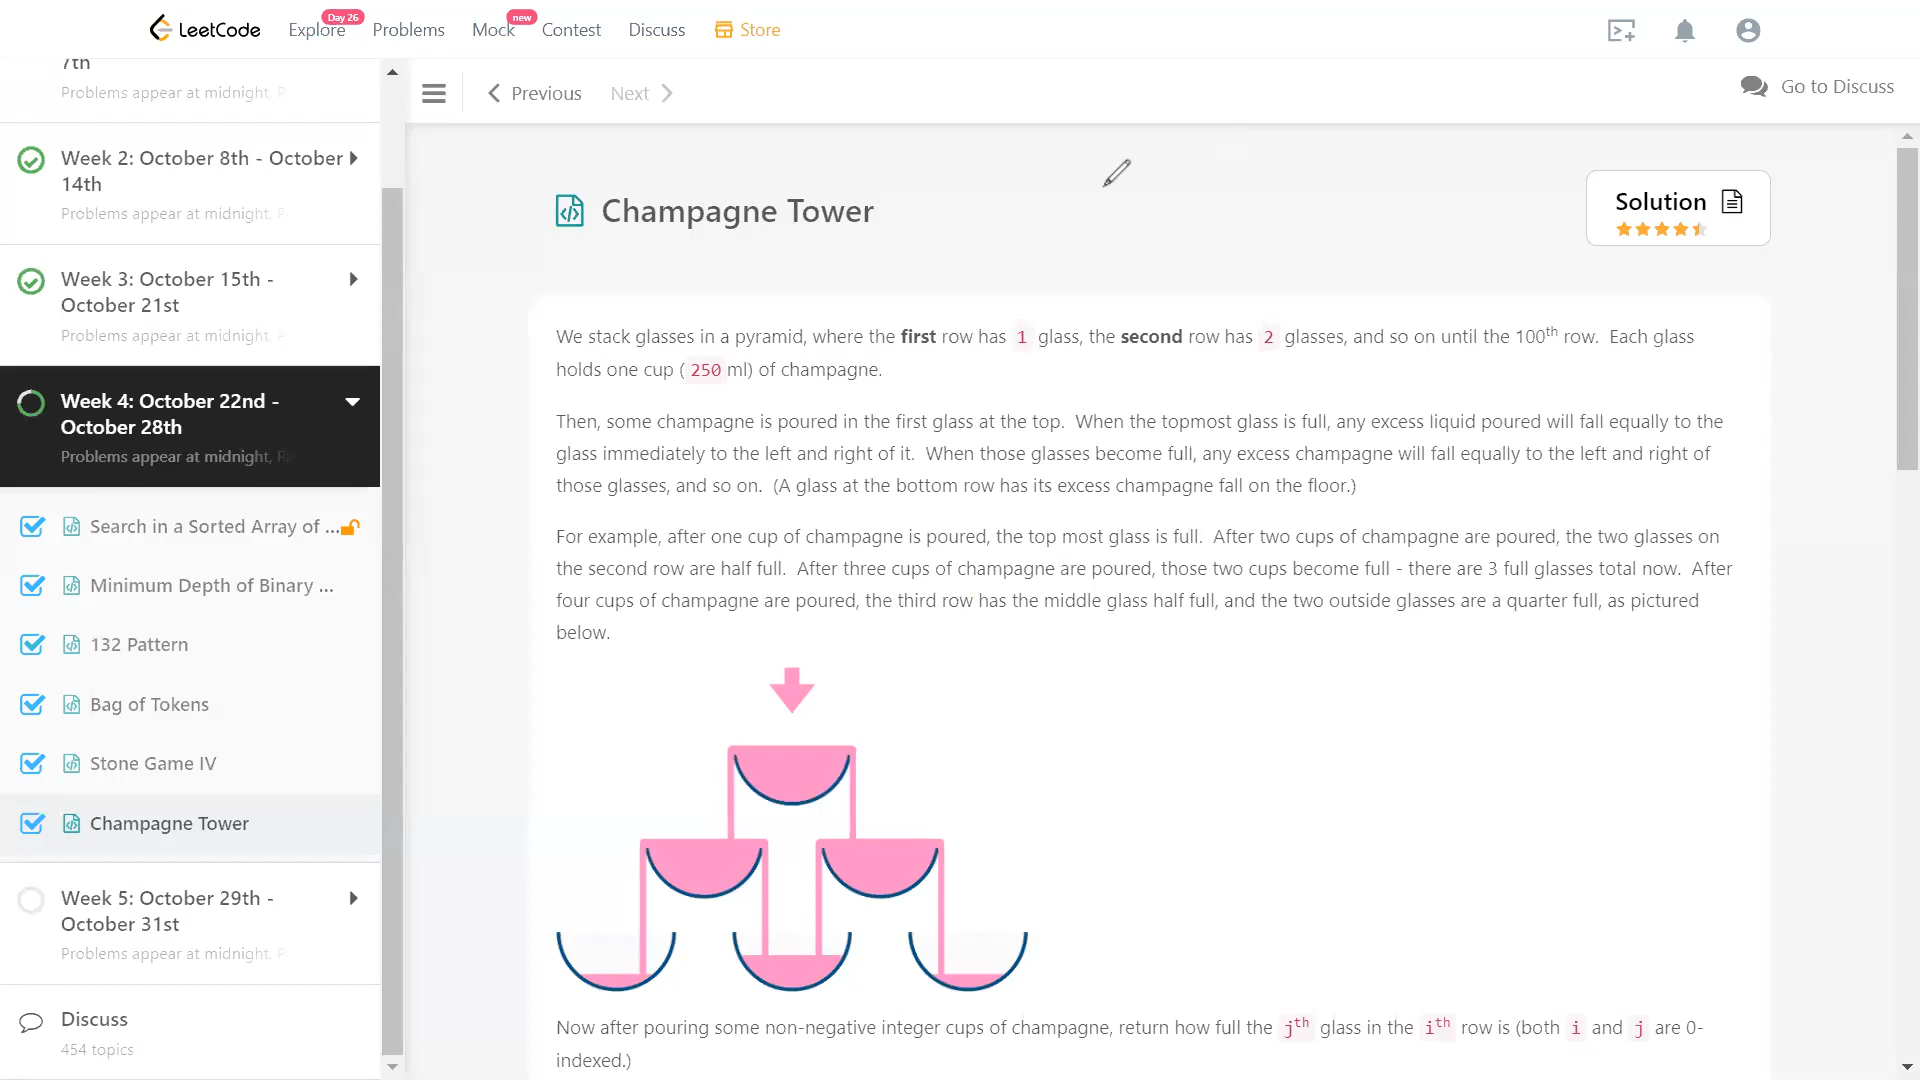 LeetCode
Explore
Day 26
Problems
Mock
new
Contest
Discuss
Store
7th
Problems appear at midnight, P
Week 2: October 8th - October
14th
Problems appear at midnight, P
Week 3: October 15th -
October 21st
Problems appear at midnight, P
Week 4: October 22nd -
October 28th
Problems appear at midnight, P
Search in a Sorted Array of ...
Minimum Depth of Binary ...
132 Pattern
Bag of Tokens
Stone Game IV
Champagne Tower
Week 5: October 29th -
October 31st
Problems appear at midnight, P
Discuss
454 topics
Previous
Next
Go to Discuss
Champagne Tower
Solution
We stack glasses in a pyramid, where the first row has 1 glass, the second row has 2 glasses, and so on until the 100th row. Each glass
holds one cup (250 ml) of champagne.
Then, some champagne is poured in the first glass at the top. When the topmost glass is full, any excess liquid poured will fall equally to the
glass immediately to the left and right of it. When those glasses become full, any excess champagne will fall equally to the left and right of
those glasses, and so on. (A glass at the bottom row has its excess champagne fall on the floor.)
For example, after one cup of champagne is poured, the top most glass is full. After two cups of champagne are poured, the two glasses on
the second row are half full. After three cups of champagne are poured, those two cups become full - there are 3 full glasses total now. After
four cups of champagne are poured, the third row has the middle glass half full, and the two outside glasses are a quarter full, as pictured
below.
Now after pouring some non-negative integer cups of champagne, return how full the jth glass in the ith row is (both i and j are 0-
indexed.)